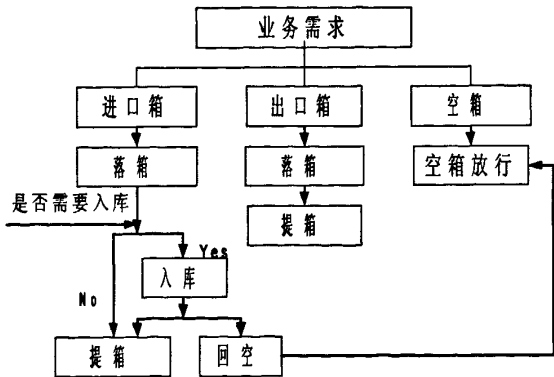 业务需求
进口箱
出口箱
空箱
落箱
落箱
空箱放行
是否需要入库
提箱
Yes
入库
No
提箱
回空